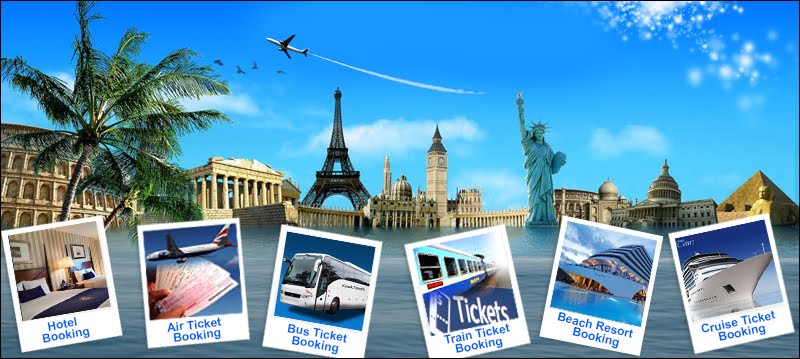 Hotel
Booking
Air Ticket
Booking
Bus Ticket
Booking
Tickets
Train Ticket
Booking
Beach Resort
Booking
Cruise Ticket
Booking